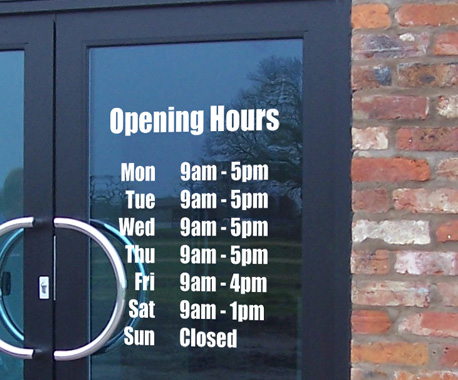 Opening Hours
Mon 9am - 5pm
Tue 9am - 5pm
Wed 9am - 5pm
Thu 9am - 5pm
Fri 9am - 4pm
Sat 9am - 1pm
Sun Closed